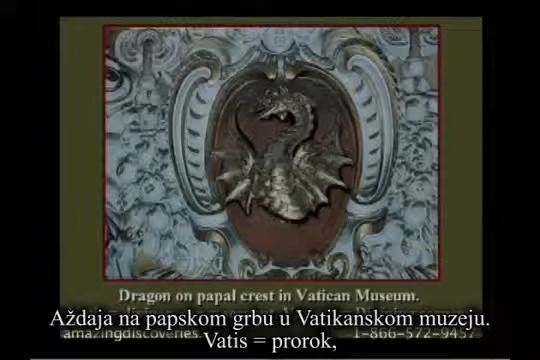 Dragon on papal crest in Vatican Museum.
Aždaja na papskom grbu u Vatikanskom muzeju.
amazingdiscoveries. 1-866-572-9457
Vatis = prorok,